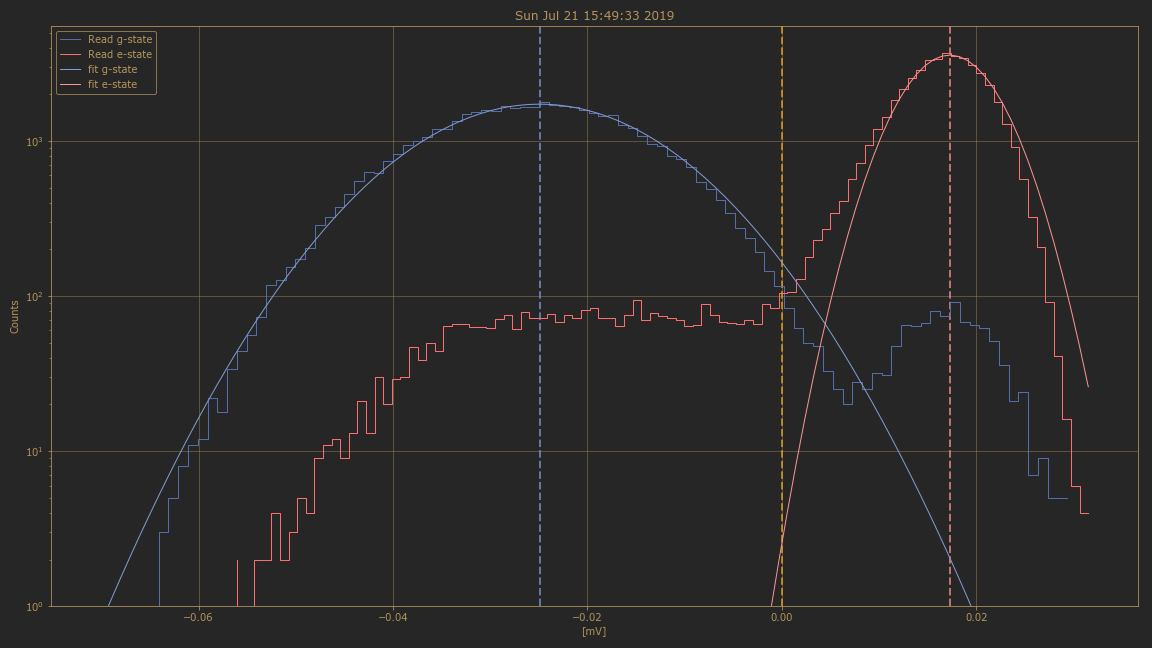 Sun Jul 21 15:49:33 2019
Read g-state
Read e-state
fit g-state
fit e-state
Counts
10³
10²
10¹
10⁰
−0.06
−0.04
−0.02
0.00
0.02
[mV]